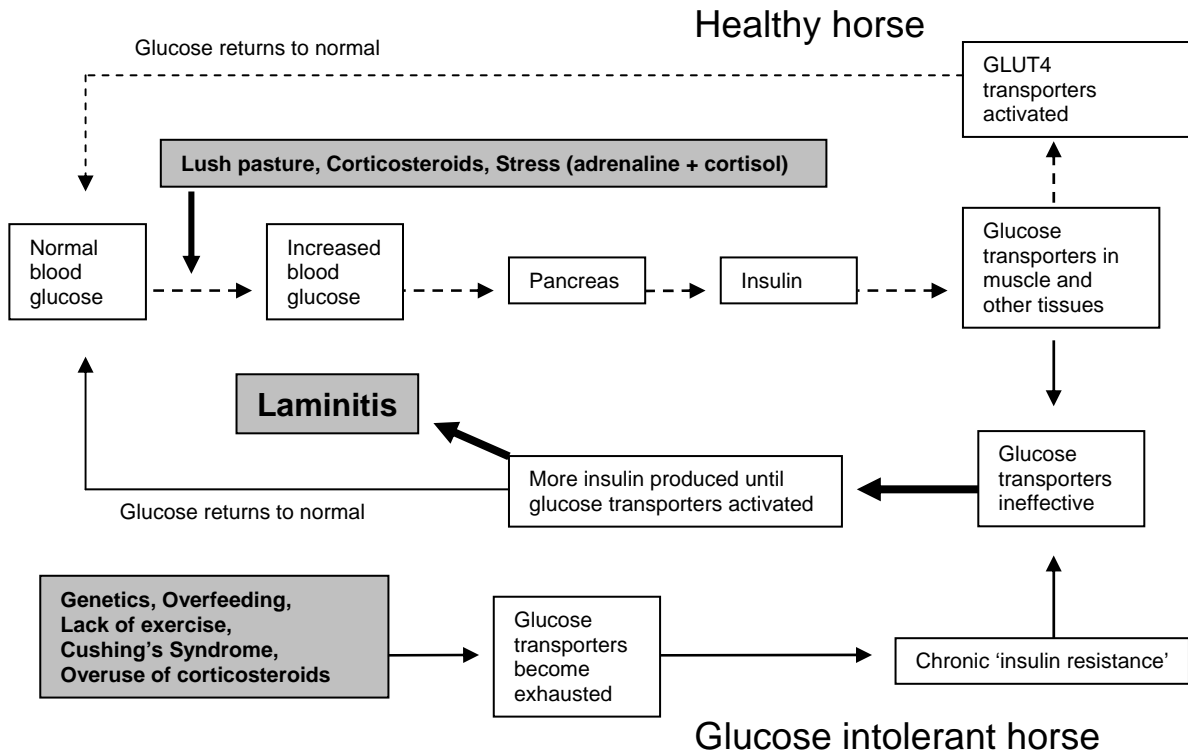 Healthy horse
Glucose returns to normal
GLUT4
transporters
activated
Lush pasture, Corticosteroids, Stress (adrenaline + cortisol)
Normal
blood
glucose
Increased
blood
glucose
Pancreas
Insulin
Glucose
transporters in
muscle and
other tissues
Laminitis
More insulin produced until
glucose transporters activated
Glucose
transporters
ineffective
Glucose returns to normal
Genetics, Overfeeding,
Lack of exercise,
Cushing’s Syndrome,
Overuse of corticosteroids
Glucose
transporters
become
exhausted
Chronic ‘insulin resistance’
Glucose intolerant horse